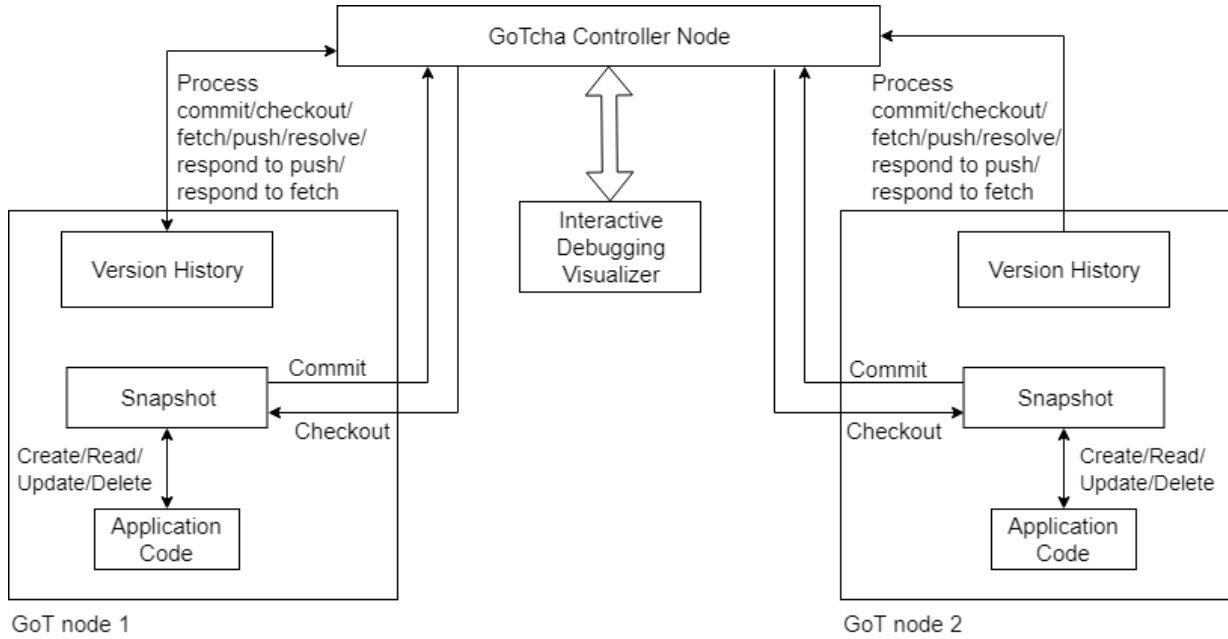 GoTcha Controller Node
Process
commit/checkout/
fetch/push/resolve/
respond to push/
respond to fetch
Process
commit/checkout/
fetch/push/resolve/
respond to push/
respond to fetch
Interactive
Debugging
Visualizer
Version History
Commit
Snapshot
Checkout
Create/Read/
Update/Delete
Application
Code
GoT node 1
Version History
Commit
Snapshot
Checkout
Create/Read/
Update/Delete
Application
Code
GoT node 2